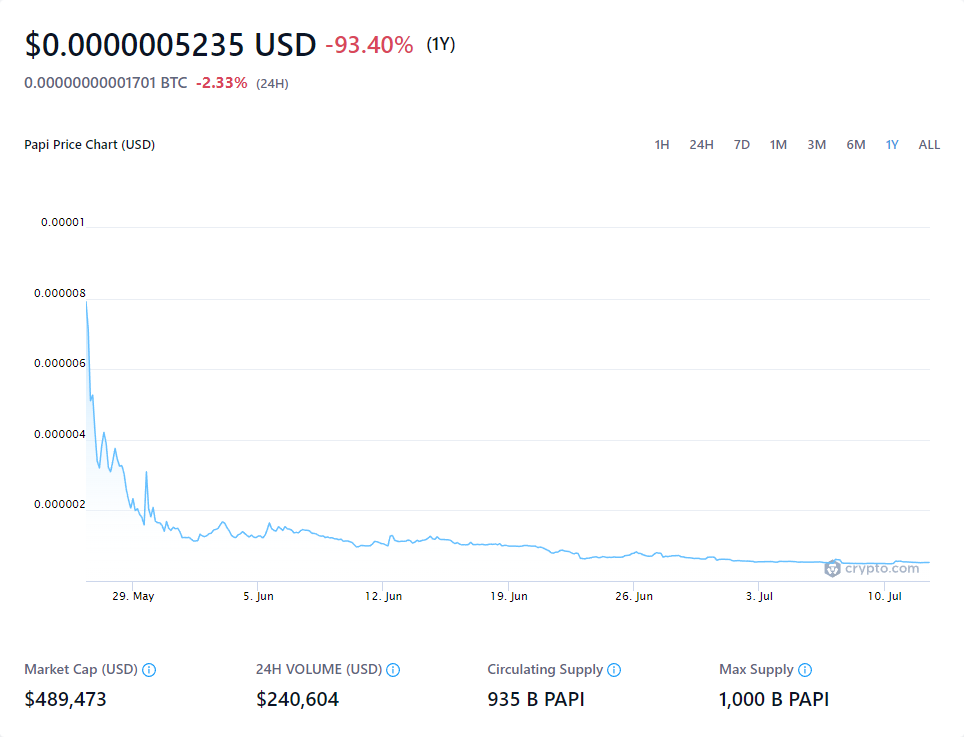 $0.0000005235 USD -93.40% (1Y)
0.00000000001701 BTC -2.33% (24H)
Papi Price Chart (USD) 1H 24H 7D 1M 3M 6M 1Y ALL
0.00001
0.000008
0.000006
0.000004
0.000002
crypto.com
29. May 5. Jun 12. Jun 19. Jun 26. Jun 3. Jul 10. Jul
Market Cap (USD) 24H VOLUME (USD) Circulating Supply Max Supply
$489,473 $240,604 935 B PAPI 1,000 B PAPI